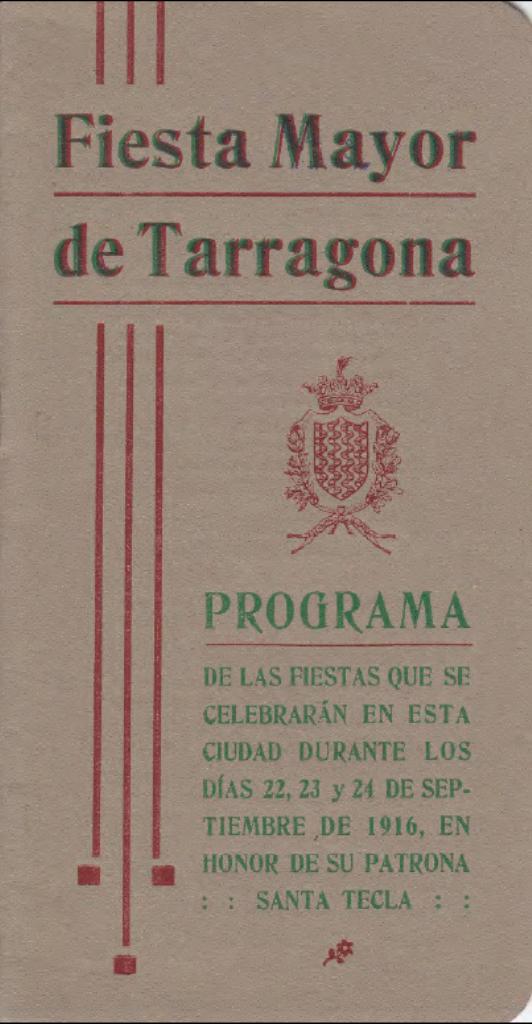 Fiesta Mayor
de Tarragona
PROGRAMA
DE LAS FIESTAS QUE SE
CELEBRARÁN EN ESTA
CIUDAD DURANTE LOS
DÍAS 22, 23 y 24 DE SEP-
TIEMBRE DE 1916, EN
HONOR DE SU PATRONA
: : SANTA TECLA : :